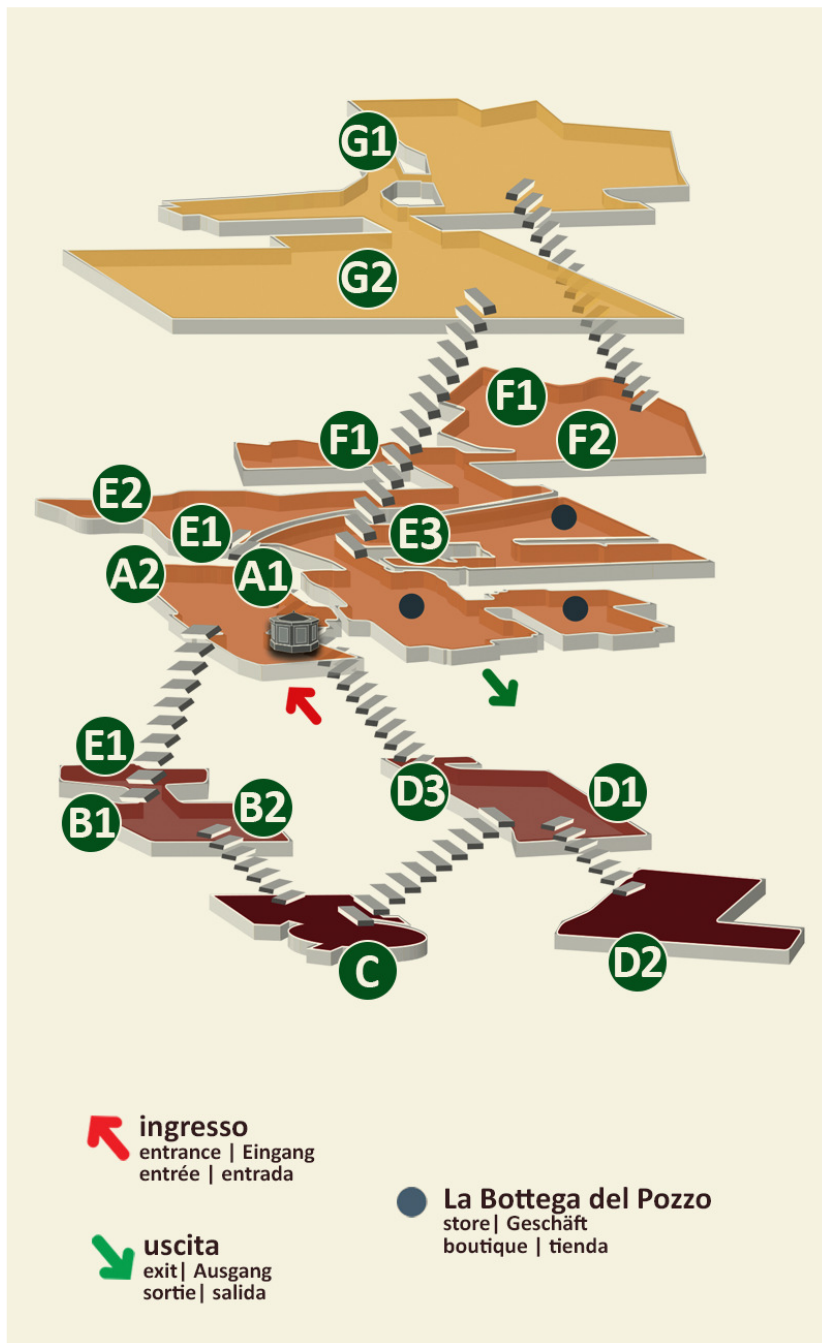 G1
G2
F1
F1
F2
E2
E1
E3
A2
A1
E1
D3
D1
B1
B2
C
D2
ingresso
entrance | Eingang
entrée | entrada
uscita
exit| Ausgang
sortie| salida
La Bottega del Pozzo
store| Geschäft
boutique | tienda